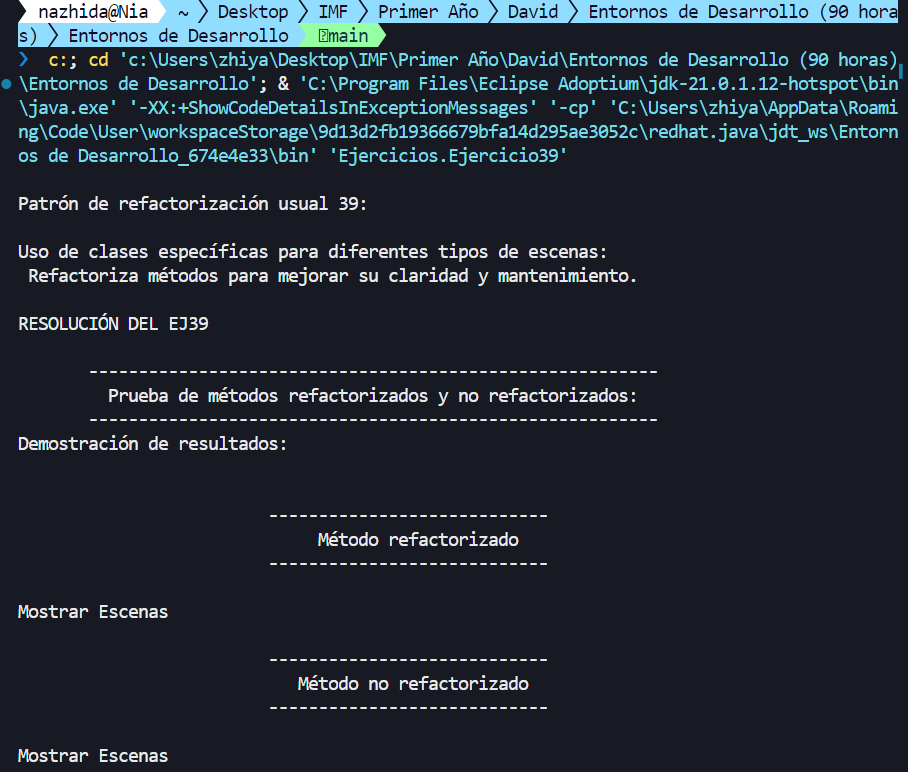 nazhida@Nia ~ Desktop IMF Primer Año David Entornos de Desarrollo (90 hora
s) Entornos de Desarrollo main
❯ c:; cd 'c:\Users\zhiya\Desktop\IMF\Primer Año\David\Entornos de Desarrollo (90 horas)
\Entornos de Desarrollo'; & 'C:\Program Files\Eclipse Adoptium\jdk-21.0.1.12-hotspot\bin
\java.exe' '-XX:+ShowCodeDetailsInExceptionMessages' '-cp' 'C:\Users\zhiya\AppData\Roami
ng\Code\User\workspaceStorage\9d13d2fb19366679bfa14d295ae3052c\redhat.java\jdt_ws\Entorn
os de Desarrollo_674e4e33\bin' 'Ejercicios.Ejercicio39'
Patrón de refactorización usual 39:
Uso de clases específicas para diferentes tipos de escenas:
Refactoriza métodos para mejorar su claridad y mantenimiento.
RESOLUCIÓN DEL EJ39
---------------------------------------------------------
Prueba de métodos refactorizados y no refactorizados:
---------------------------------------------------------
Demostración de resultados:
----------------------------
Método refactorizado
----------------------------
Mostrar Escenas
----------------------------
Método no refactorizado
----------------------------
Mostrar Escenas